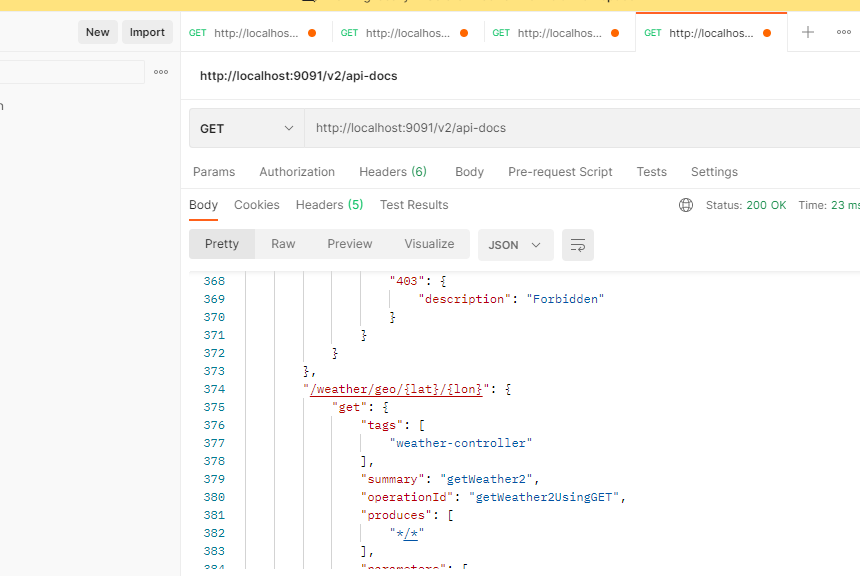 New Import GET http://localhos... GET http://localhos... GET http://localhos... GET http://localhos...
http://localhost:9091/v2/api-docs
GET http://localhost:9091/v2/api-docs
Params Authorization Headers (6) Body Pre-request Script Tests Settings
Body Cookies Headers (5) Test Results Status: 200 OK Time: 23 ms
Pretty Raw Preview Visualize JSON
368 "403": {
369 "description": "Forbidden"
370 }
371 }
372 }
373 },
374 "/weather/geo/{lat}/{lon}": {
375 "get": {
376 "tags": [
377 "weather-controller"
378 ],
379 "summary": "getWeather2",
380 "operationId": "getWeather2UsingGET",
381 "produces": [
382 "*/*"
383 ],
384 "parameters": [